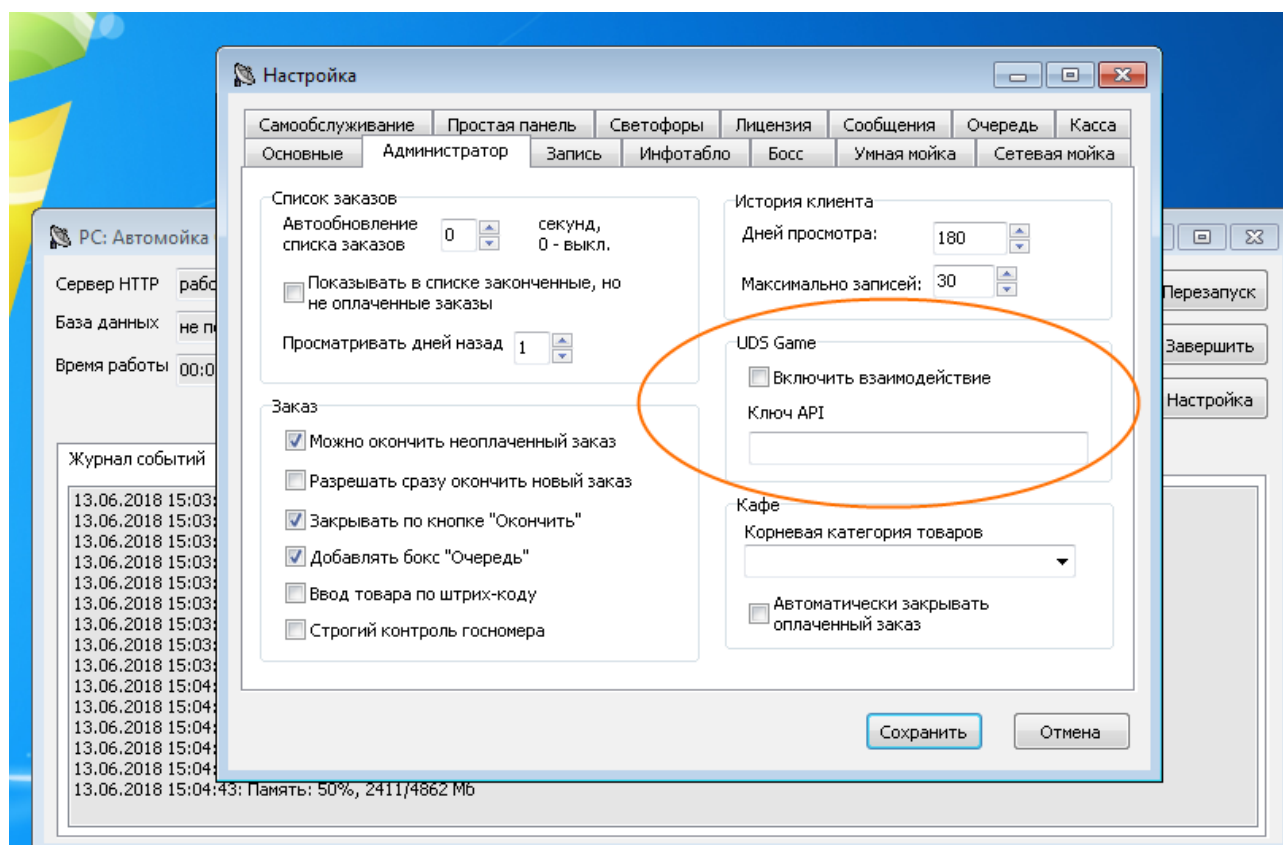 Настройка
Самообслуживание Простая панель Светофоры Лицензия Сообщения Очередь Касса
Основные Администратор Запись Инфотабло Босс Умная мойка Сетевая мойка
Список заказов
Автообновление
списка заказов
0
секунд,
0 - выкл.
Показывать в списке законченные, но
не оплаченные заказы
Просматривать дней назад 1
Заказ
Можно окончить неоплаченный заказ
Разрешать сразу окончить новый заказ
Закрывать по кнопке "Окончить"
Добавлять бокс "Очередь"
Ввод товара по штрих-коду
Строгий контроль госномера
История клиента
Дней просмотра: 180
Максимально записей: 30
UDS Game
Включить взаимодействие
Ключ API
Кафе
Корневая категория товаров
Автоматически закрывать
оплаченный заказ
Сохранить Отмена
РС: Автомойка
Сервер HTTP
База данных не
Время работы
Перезапуск
Завершить
Настройка
Журнал событий
13.06.2018 15:03:
13.06.2018 15:03:
13.06.2018 15:03:
13.06.2018 15:03:
13.06.2018 15:03:
13.06.2018 15:03:
13.06.2018 15:03:
13.06.2018 15:03:
13.06.2018 15:03:
13.06.2018 15:04:
13.06.2018 15:04:
13.06.2018 15:04:
13.06.2018 15:04:
13.06.2018 15:04:
13.06.2018 15:04:43: Память: 50%, 2411/4862 Мб